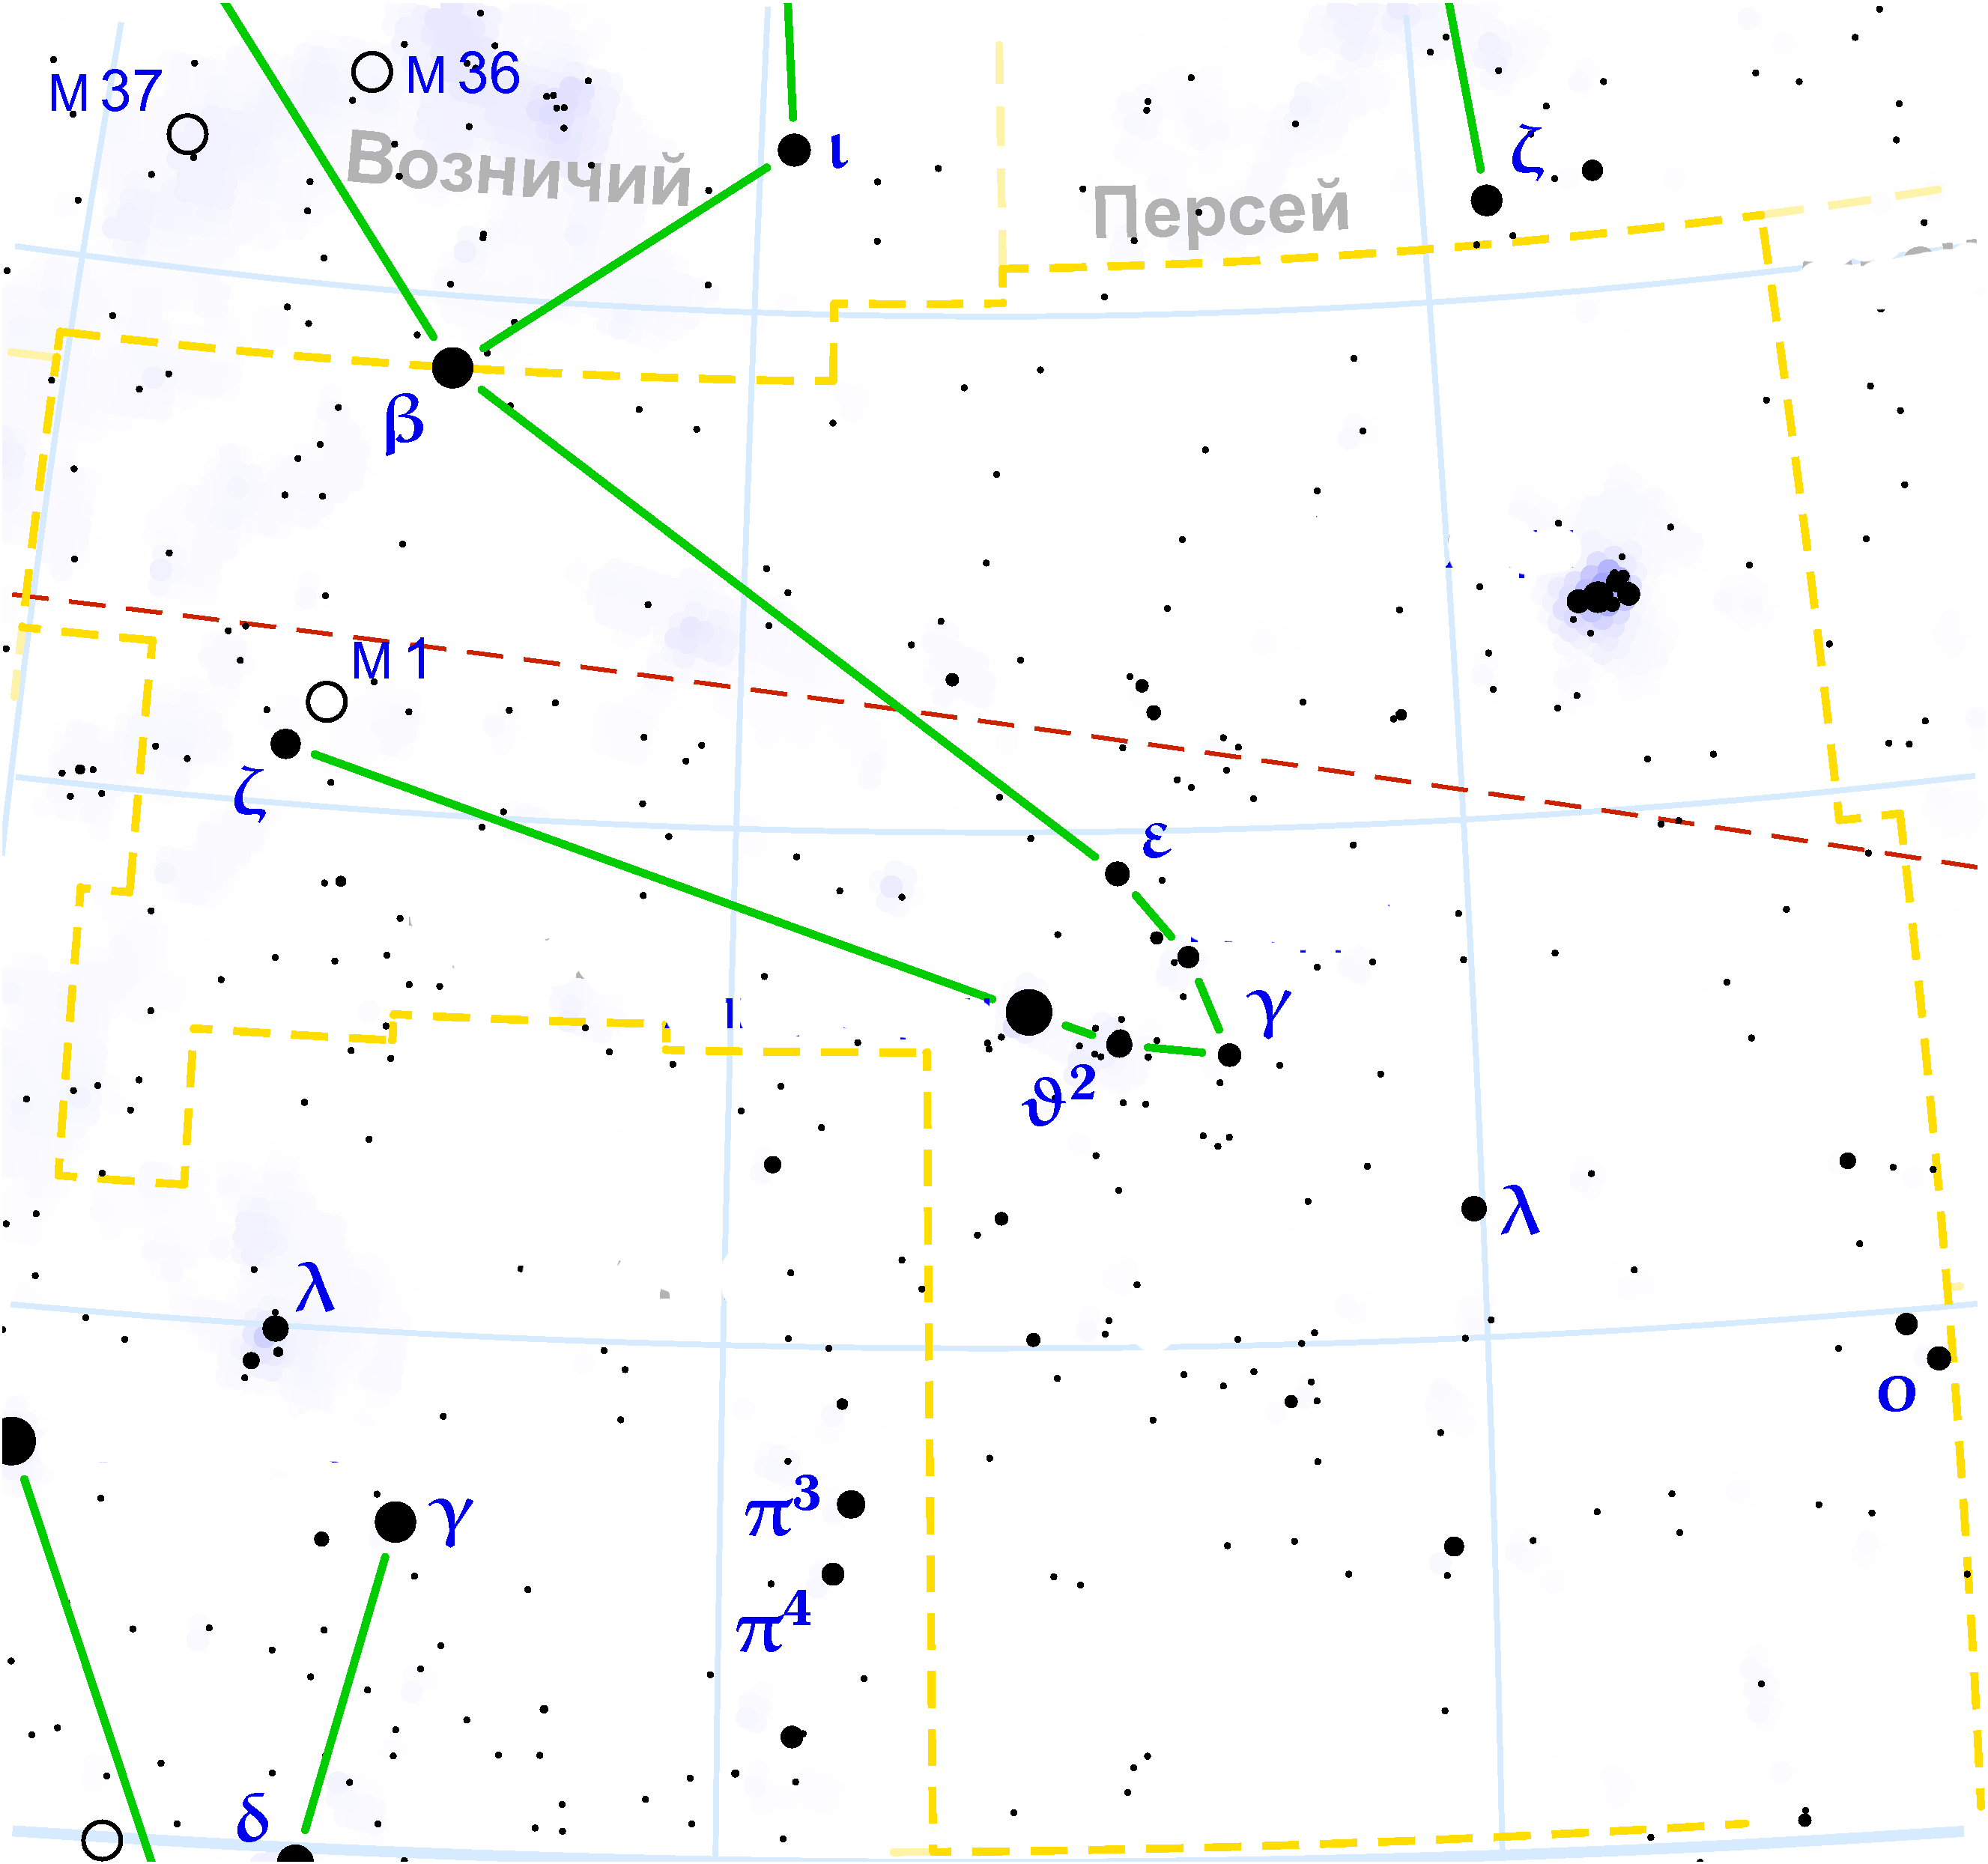 M 37
M 36
Возничий
ι
Персей
ζ
β
M 1
ζ
ε
γ
ϑ²
λ
λ
ο
γ
π³
π⁴
δ